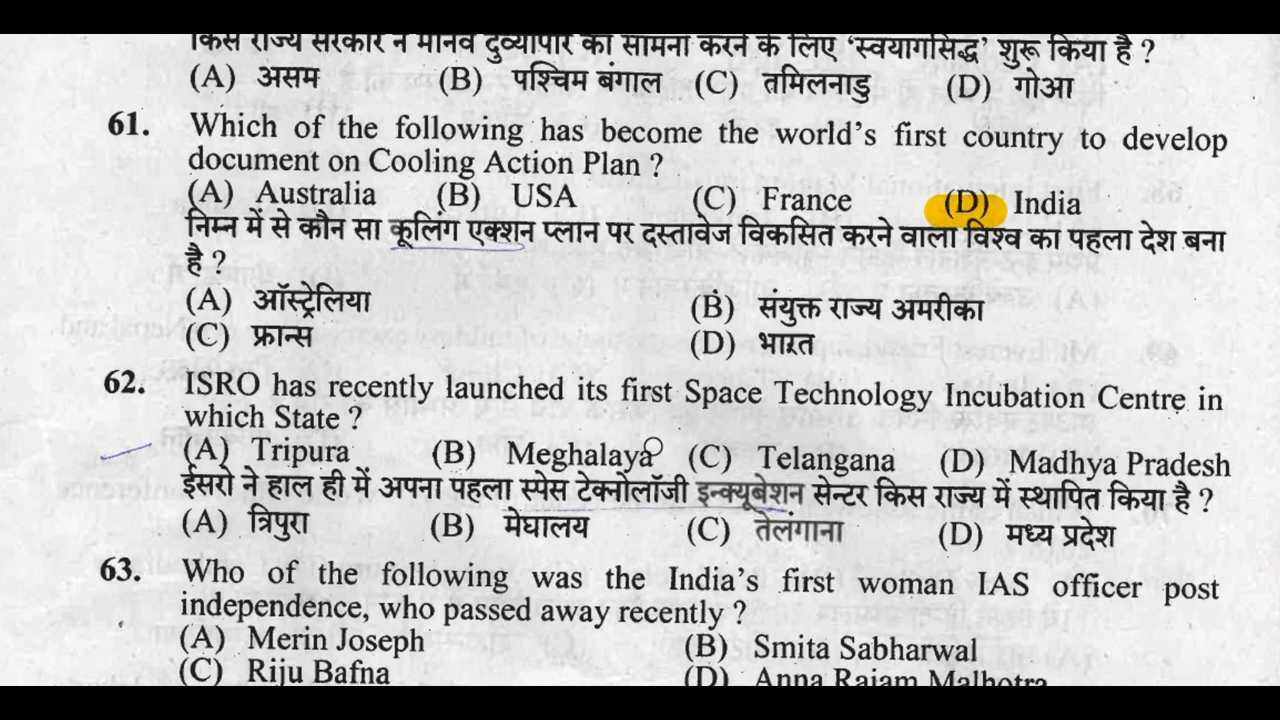 किस राज्य सरकार ने मानव दुर्व्यापार का सामना करने के लिए ‘स्वयंगसिद्ध’ शुरू किया है ?
(A) असम (B) पश्चिम बंगाल (C) तमिलनाडु (D) गोआ
61. Which of the following has become the world’s first country to develop
document on Cooling Action Plan ?
(A) Australia (B) USA (C) France (D) India
निम्न में से कौन सा कूलिंग एक्शन प्लान पर दस्तावेज विकसित करने वाला विश्व का पहला देश बना
है ?
(A) ऑस्ट्रेलिया (B) संयुक्त राज्य अमरीका
(C) फ्रान्स (D) भारत
62. ISRO has recently launched its first Space Technology Incubation Centre in
which State ?
(A) Tripura (B) Meghalaya (C) Telangana (D) Madhya Pradesh
ईसरो ने हाल ही में अपना पहला स्पेस टेक्नोलॉजी इन्क्यूबेशन सेन्टर किस राज्य में स्थापित किया है ?
(A) त्रिपुरा (B) मेघालय (C) तेलंगाना (D) मध्य प्रदेश
63. Who of the following was the India’s first woman IAS officer post
independence, who passed away recently ?
(A) Merin Joseph (B) Smita Sabharwal
(C) Riju Bafna (D) Anna Rajam Malhotra